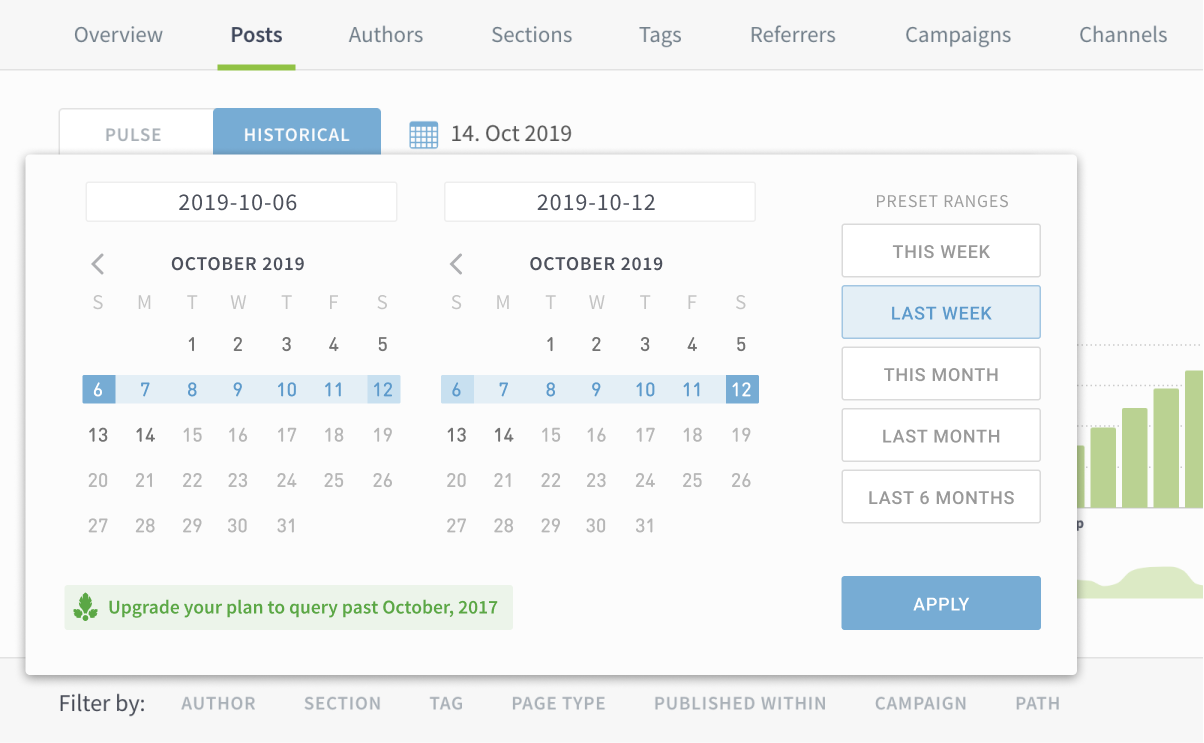 Overview Posts Authors Sections Tags Referrers Campaigns Channels
PULSE HISTORICAL 14. Oct 2019
2019-10-06 2019-10-12
PRESET RANGES
OCTOBER 2019 OCTOBER 2019
THIS WEEK
S M T W T F S S M T W T F S
LAST WEEK
1 2 3 4 5 1 2 3 4 5
THIS MONTH
6 7 8 9 10 11 12 6 7 8 9 10 11 12
13 14 15 16 17 18 19 13 14 15 16 17 18 19
LAST MONTH
20 21 22 23 24 25 26 20 21 22 23 24 25 26
LAST 6 MONTHS
27 28 29 30 31 27 28 29 30 31
p
Upgrade your plan to query past October, 2017
APPLY
Filter by: AUTHOR SECTION TAG PAGE TYPE PUBLISHED WITHIN CAMPAIGN PATH